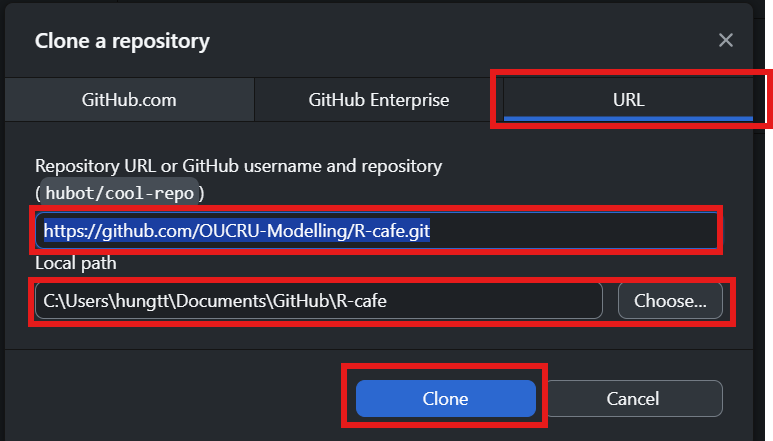 Clone a repository
GitHub.com
GitHub Enterprise
URL
Repository URL or GitHub username and repository
(hubot/cool-repo)
https://github.com/OUCRU-Modelling/R-cafe.git
Local path
C:\Users\hungtt\Documents\GitHub\R-cafe
Choose...
Clone
Cancel